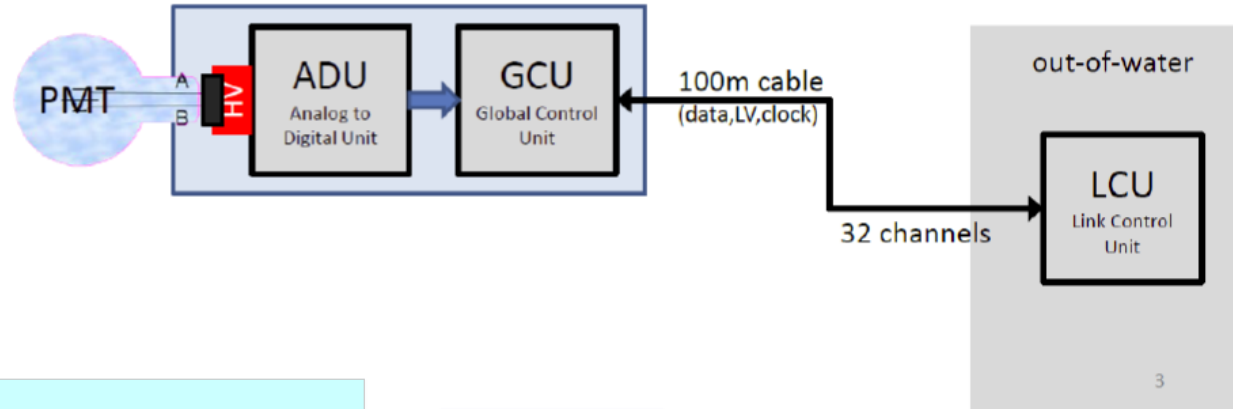 PMT
A
B
HV
ADU
Analog to
Digital Unit
GCU
Global Control
Unit
100m cable
(data,LV,clock)
32 channels
out-of-water
LCU
Link Control
Unit
3